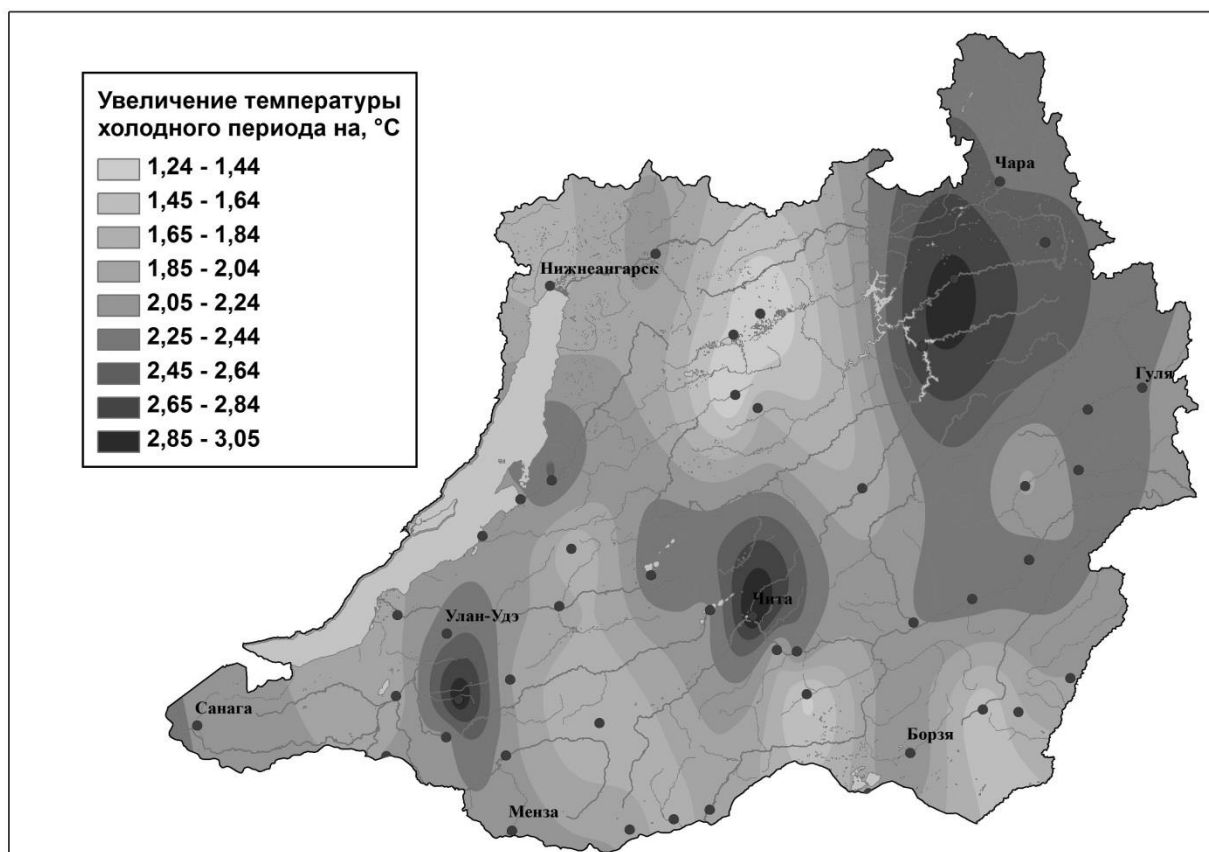 Увеличение температуры
холодного периода на, °C
1,24 - 1,44
1,45 - 1,64
1,65 - 1,84
1,85 - 2,04
2,05 - 2,24
2,25 - 2,44
2,45 - 2,64
2,65 - 2,84
2,85 - 3,05
Чара
Нижнеангарск
Гуля
Чита
Улан-Удэ
Санага
Борзя
Менза